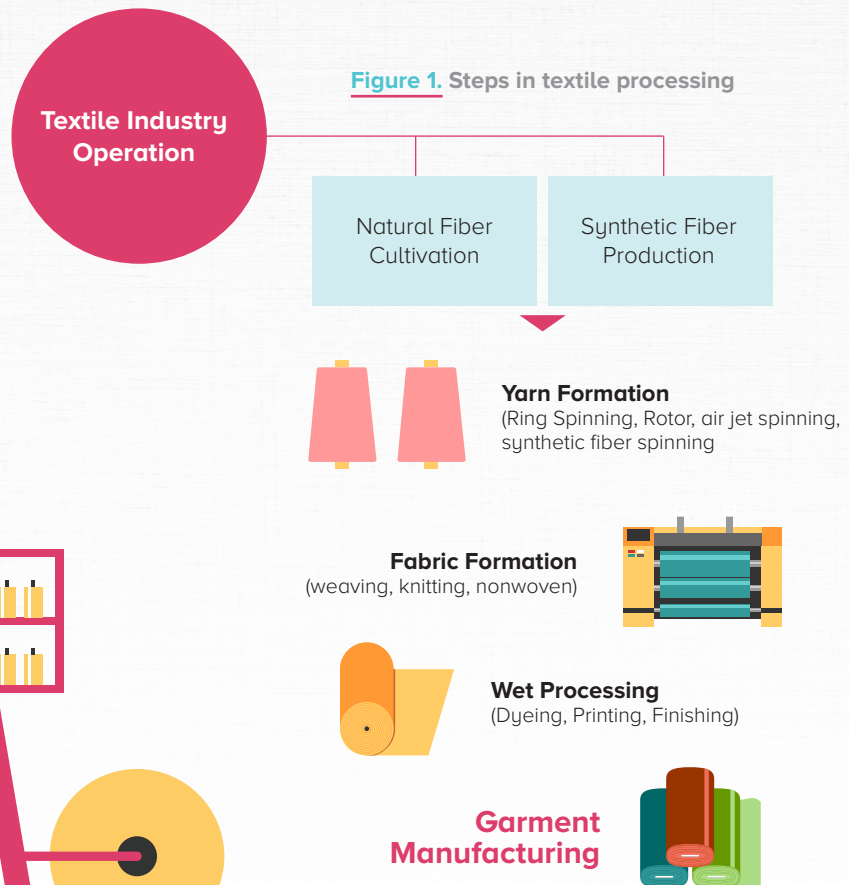 Textile Industry
Operation
Figure 1. Steps in textile processing
Natural Fiber
Cultivation
Synthetic Fiber
Production
Yarn Formation
(Ring Spinning, Rotor, air jet spinning,
synthetic fiber spinning
Fabric Formation
(weaving, knitting, nonwoven)
Wet Processing
(Dyeing, Printing, Finishing)
Garment
Manufacturing